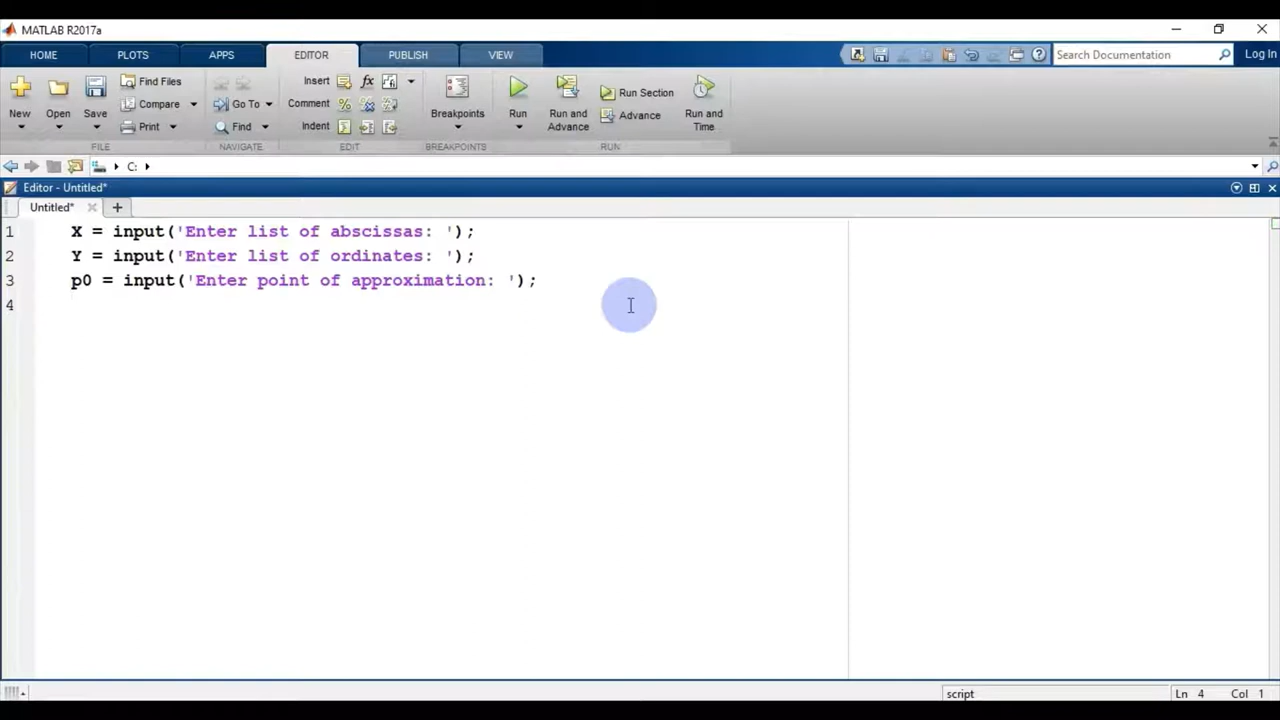 MATLAB R2017a
HOME PLOTS APPS EDITOR PUBLISH VIEW Search Documentation Log In
New Open Save Find Files Compare Print Go To Find Insert fx Comment % Indent Breakpoints Run Run and Advance Run Section Advance Run and Time
FILE NAVIGATE EDIT BREAKPOINTS RUN
C:
Editor - Untitled*
Untitled* +
1 X = input('Enter list of abscissas: ');
2 Y = input('Enter list of ordinates: ');
3 p0 = input('Enter point of approximation: ');
4
script Ln 4 Col 1